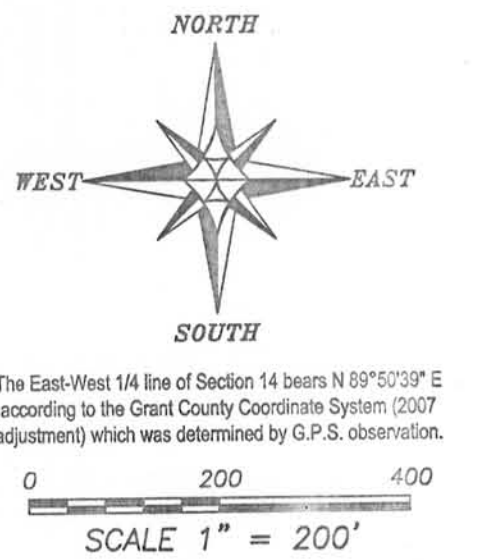 NORTH
WEST EAST
SOUTH
The East-West 1/4 line of Section 14 bears N 89°50'39" E
according to the Grant County Coordinate System (2007
adjustment) which was determined by G.P.S. observation.
0 200 400
SCALE 1" = 200'